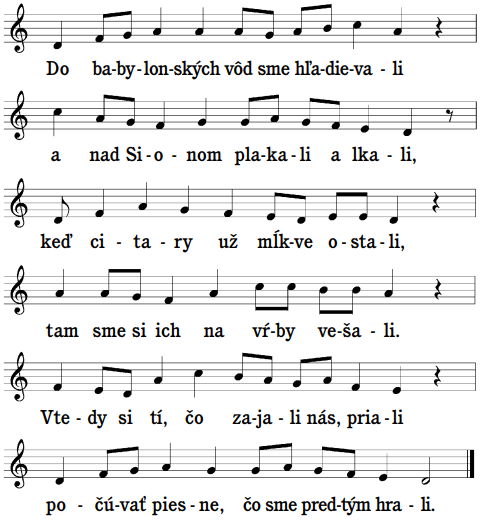 Do ba-by-lon-ských vôd sme hľa-die-va-li
a nad Si-o-nom pla-ka-li a lka-li,
keď ci-ta-ry už mĺk-ve o-sta-li,
tam sme si ich na vŕ-by ve-ša-li.
Vte-dy si tí, čo za-ja-li nás, pria-li
po-čú-vať pies-ne, čo sme pred-tým hra-li.